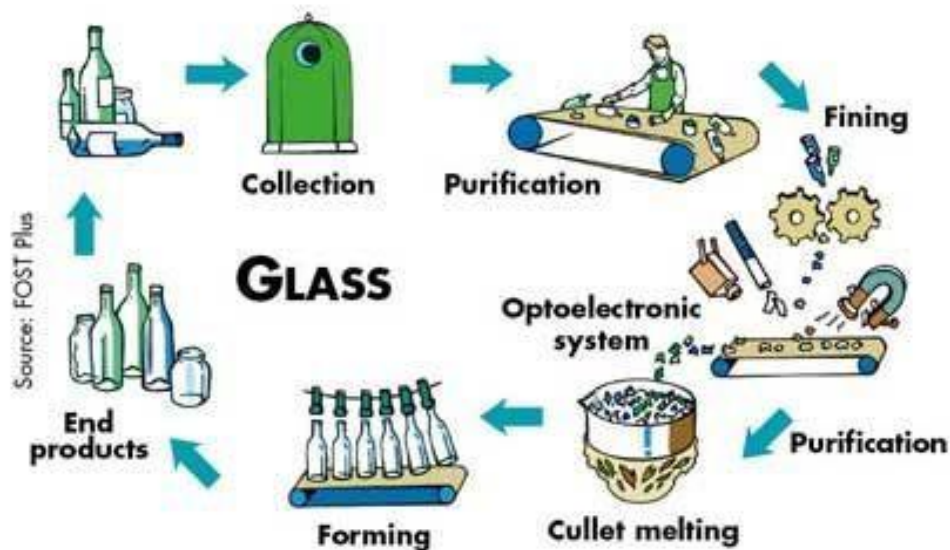 Collection
Purification
Fining
GLASS
Optoelectronic
system
Purification
Cullet melting
Forming
End
products
Source: FOST Plus